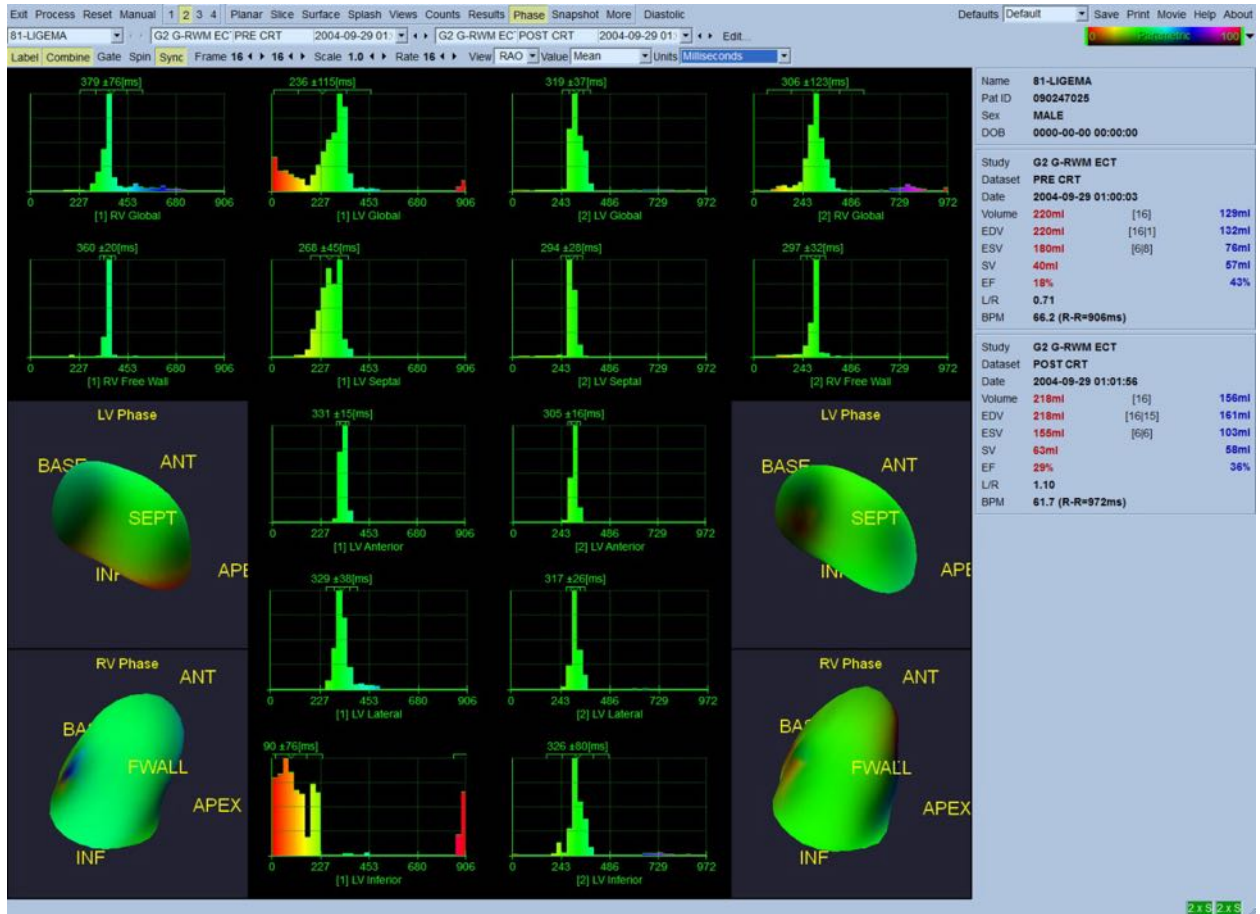 Exit Process Reset Manual 1 2 3 4 Planar Slice Surface Splash Views Counts Results Phase Snapshot More Diastolic Defaults Default Save Print Movie Help About
81-LIGEMA G2 G-RWM EC PRE CRT 2004-09-29 01: G2 G-RWM EC POST CRT 2004-09-29 01: Edit... 0 Parametric 100
Label Combine Gate Spin Sync Frame 16 16 Scale 1.0 Rate 16 View RAO Value Mean Units Milliseconds
379 ±76[ms] 236 ±115[ms] 319 ±37[ms] 306 ±123[ms]
0 227 453 680 906 0 227 453 680 906 0 243 486 729 972 0 243 486 729 972
[1] RV Global [1] LV Global [2] LV Global [2] RV Global
360 ±20[ms] 268 ±45[ms] 294 ±28[ms] 297 ±32[ms]
0 227 453 680 906 0 227 453 680 906 0 243 486 729 972 0 243 486 729 972
[1] RV Free Wall [1] LV Septal [2] LV Septal [2] RV Free Wall
LV Phase
BASE ANT
SEPT
INF APE
331 ±15[ms] 305 ±16[ms]
0 227 453 680 906 0 243 486 729 972
[1] LV Anterior [2] LV Anterior
LV Phase
BASE ANT
SEPT
INF APE
329 ±38[ms] 317 ±26[ms]
0 227 453 680 906 0 243 486 729 972
[1] LV Lateral [2] LV Lateral
RV Phase
ANT
BAS
FWALL
APEX
INF
90 ±76[ms] 326 ±80[ms]
0 227 453 680 906 0 243 486 729 972
[1] LV Inferior [2] LV Inferior
RV Phase
ANT
BAS
FWALL
APEX
INF
Name 81-LIGEMA
Pat ID 090247025
Sex MALE
DOB 0000-00-00 00:00:00
Study G2 G-RWM ECT
Dataset PRE CRT
Date 2004-09-29 01:00:03
Volume 220ml [16] 129ml
EDV 220ml [16|1] 132ml
ESV 180ml [6|8] 76ml
SV 40ml 57ml
EF 18% 43%
L/R 0.71
BPM 66.2 (R-R=906ms)
Study G2 G-RWM ECT
Dataset POST CRT
Date 2004-09-29 01:01:56
Volume 218ml [16] 156ml
EDV 218ml [16|15] 161ml
ESV 155ml [6|6] 103ml
SV 63ml 58ml
EF 29% 36%
L/R 1.10
BPM 61.7 (R-R=972ms)
2 x S 2 x S